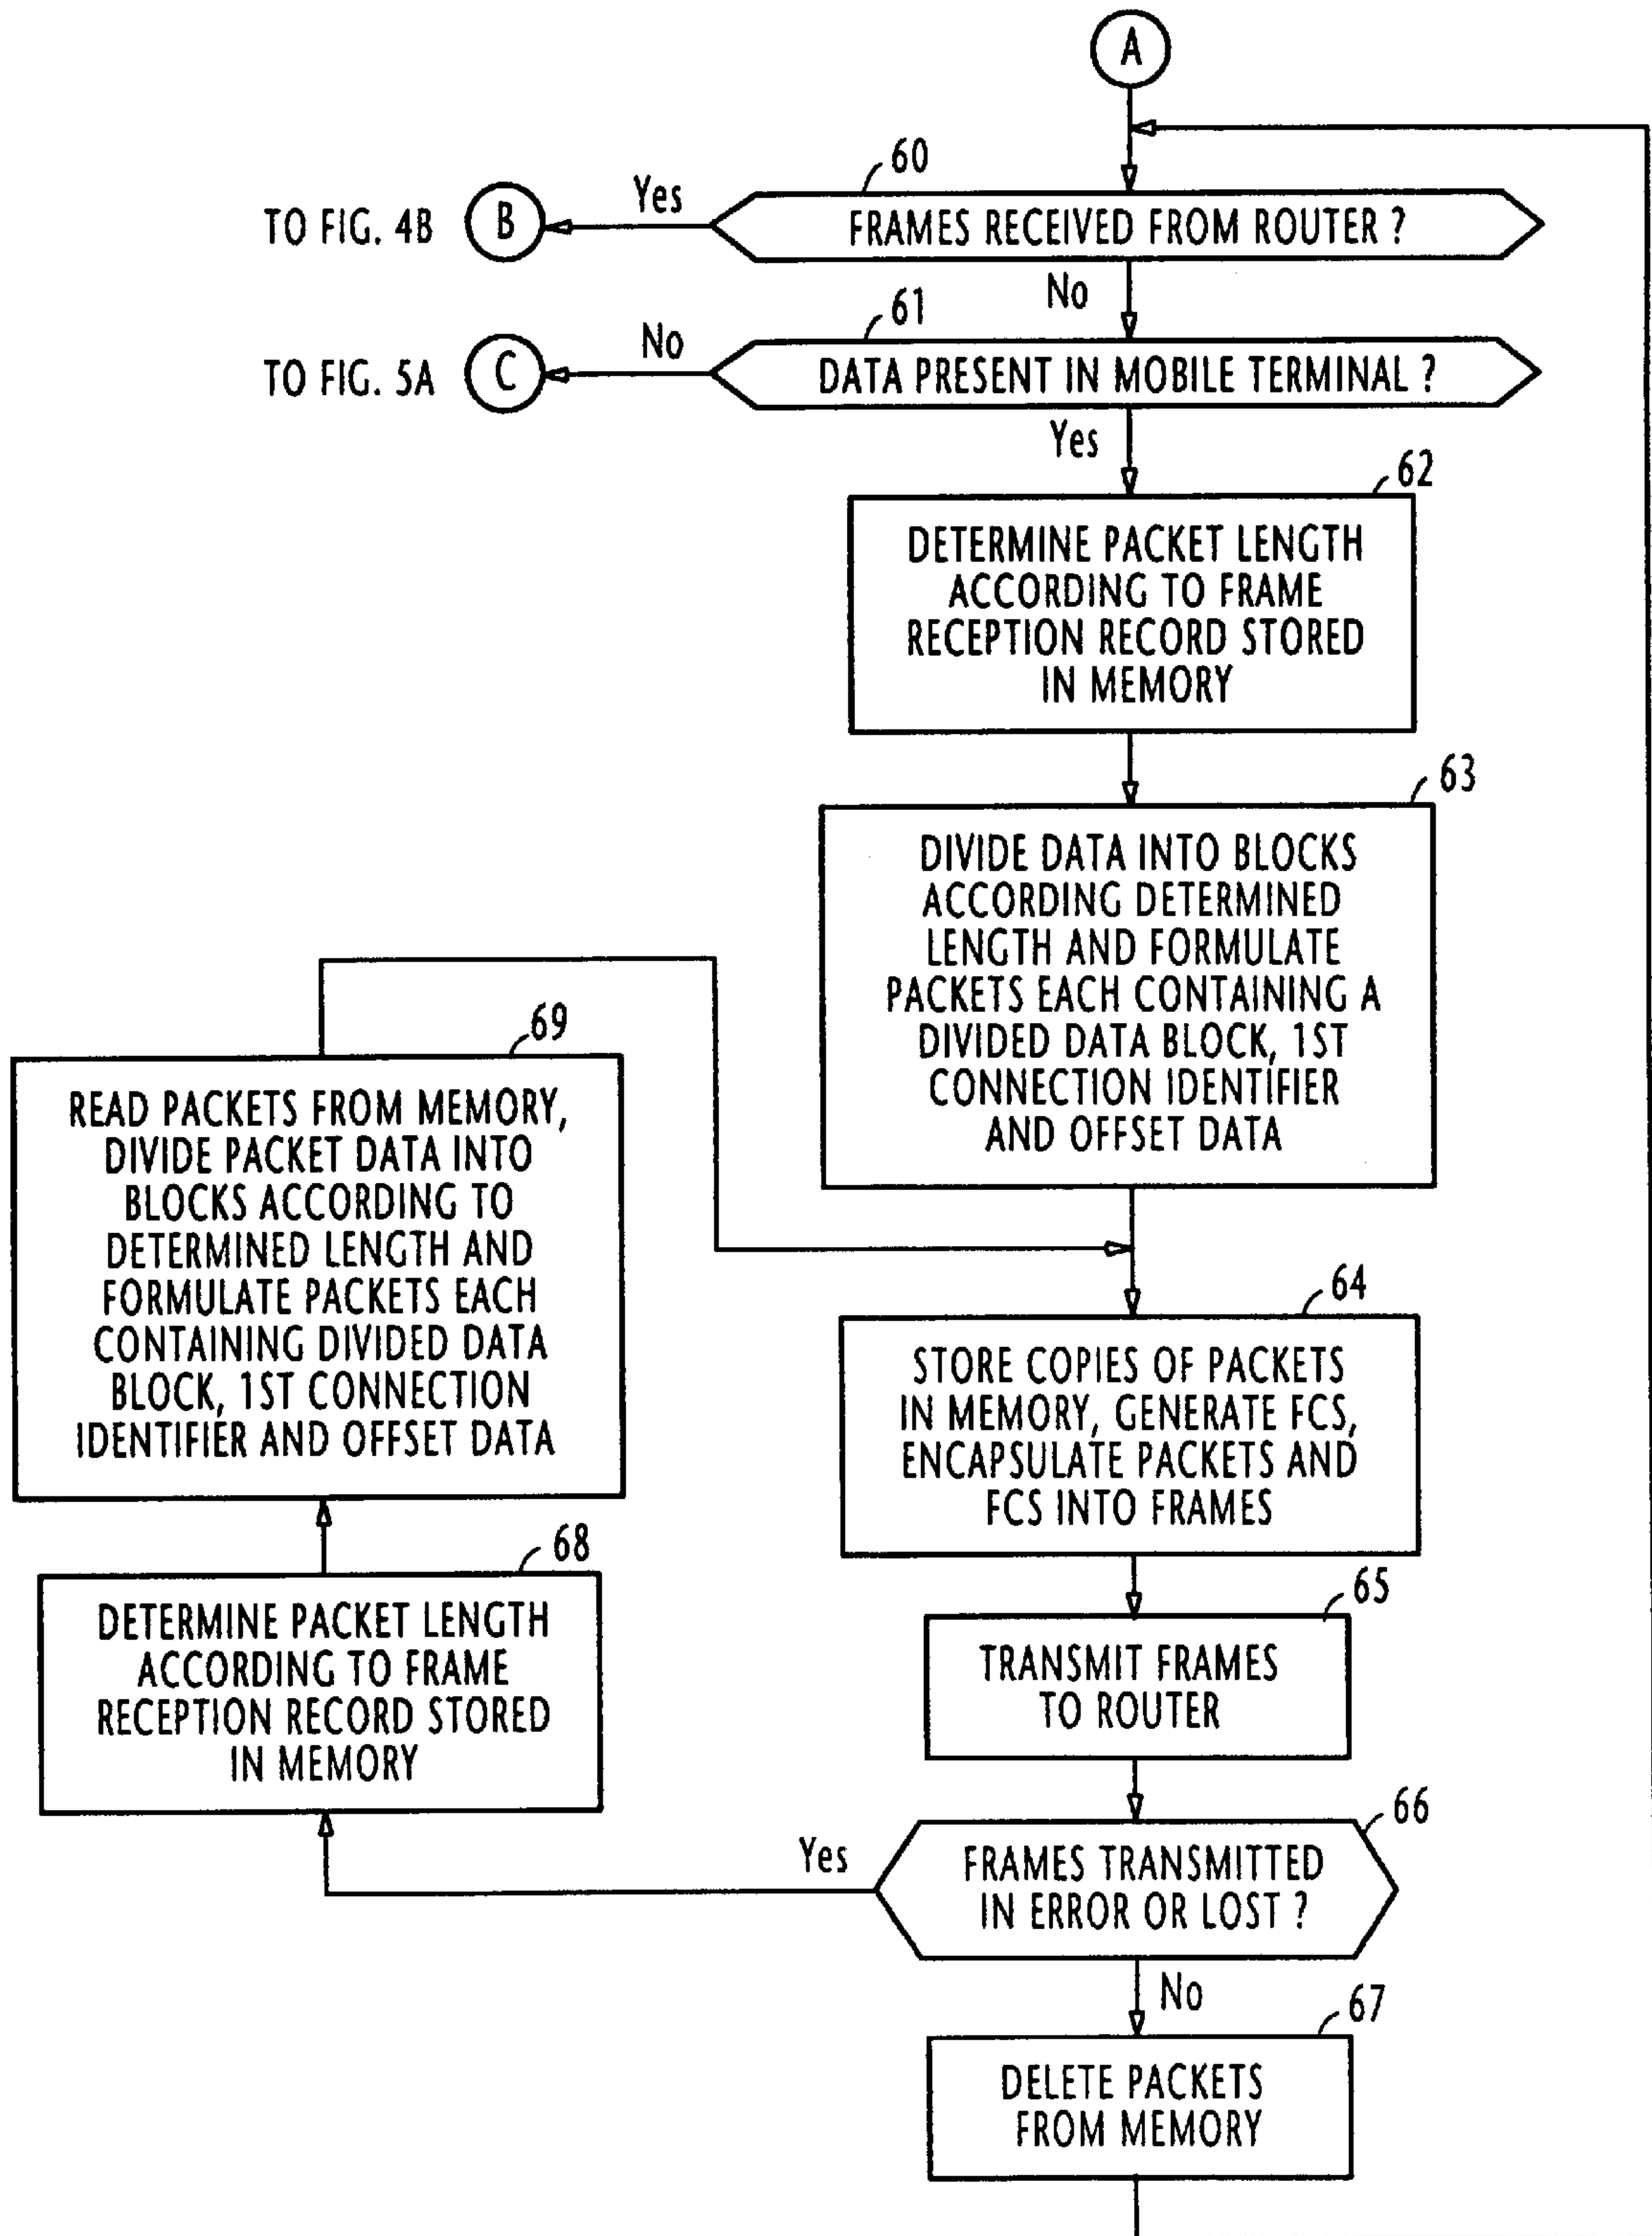 A
60
Yes
TO FIG. 4B
B
FRAMES RECEIVED FROM ROUTER ?
No
61
No
TO FIG. 5A
C
DATA PRESENT IN MOBILE TERMINAL ?
Yes
62
DETERMINE PACKET LENGTH
ACCORDING TO FRAME
RECEPTION RECORD STORED
IN MEMORY
63
DIVIDE DATA INTO BLOCKS
ACCORDING DETERMINED
LENGTH AND FORMULATE
PACKETS EACH CONTAINING A
DIVIDED DATA BLOCK, 1ST
CONNECTION IDENTIFIER
AND OFFSET DATA
69
READ PACKETS FROM MEMORY,
DIVIDE PACKET DATA INTO
BLOCKS ACCORDING TO
DETERMINED LENGTH AND
FORMULATE PACKETS EACH
CONTAINING DIVIDED DATA
BLOCK, 1ST CONNECTION
IDENTIFIER AND OFFSET DATA
64
STORE COPIES OF PACKETS
IN MEMORY, GENERATE FCS,
ENCAPSULATE PACKETS AND
FCS INTO FRAMES
68
DETERMINE PACKET LENGTH
ACCORDING TO FRAME
RECEPTION RECORD STORED
IN MEMORY
65
TRANSMIT FRAMES
TO ROUTER
66
Yes
FRAMES TRANSMITTED
IN ERROR OR LOST ?
No
67
DELETE PACKETS
FROM MEMORY